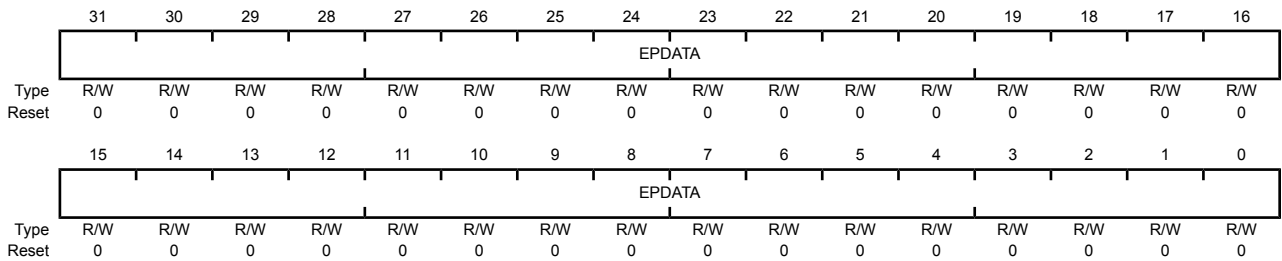 31 30 29 28 27 26 25 24 23 22 21 20 19 18 17 16
EPDATA
Type R/W R/W R/W R/W R/W R/W R/W R/W R/W R/W R/W R/W R/W R/W R/W R/W
Reset 0 0 0 0 0 0 0 0 0 0 0 0 0 0 0 0
15 14 13 12 11 10 9 8 7 6 5 4 3 2 1 0
EPDATA
Type R/W R/W R/W R/W R/W R/W R/W R/W R/W R/W R/W R/W R/W R/W R/W R/W
Reset 0 0 0 0 0 0 0 0 0 0 0 0 0 0 0 0